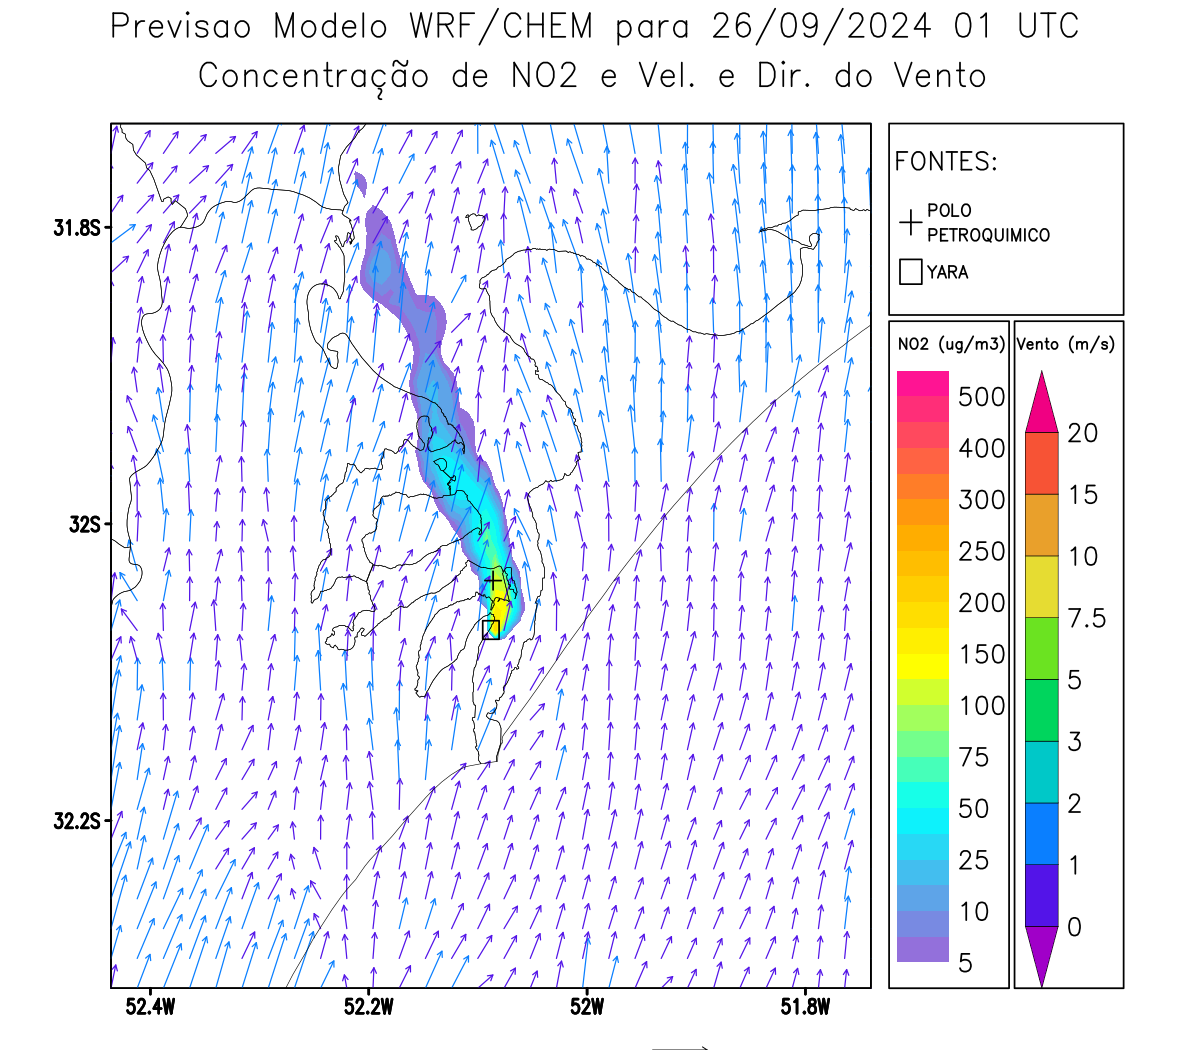 Previsao Modelo WRF/CHEM para 26/09/2024 01 UTC
Concentração de NO2 e Vel. e Dir. do Vento
FONTES:
POLO
PETROQUIMICO
YARA
NO2 (ug/m3)
500
400
300
250
200
150
100
75
50
25
10
5
Vento (m/s)
20
15
10
7.5
5
3
2
1
0
31.8S
32S
32.2S
52.4W
52.2W
52W
51.8W